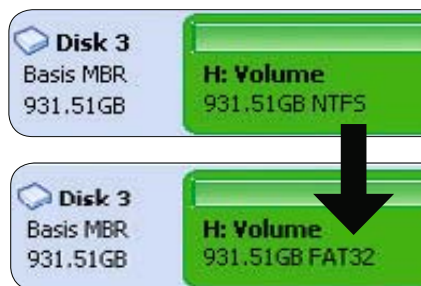 Disk 3
Basis MBR
931.51GB
H: Volume
931.51GB NTFS
Disk 3
Basis MBR
931.51GB
H: Volume
931.51GB FAT32